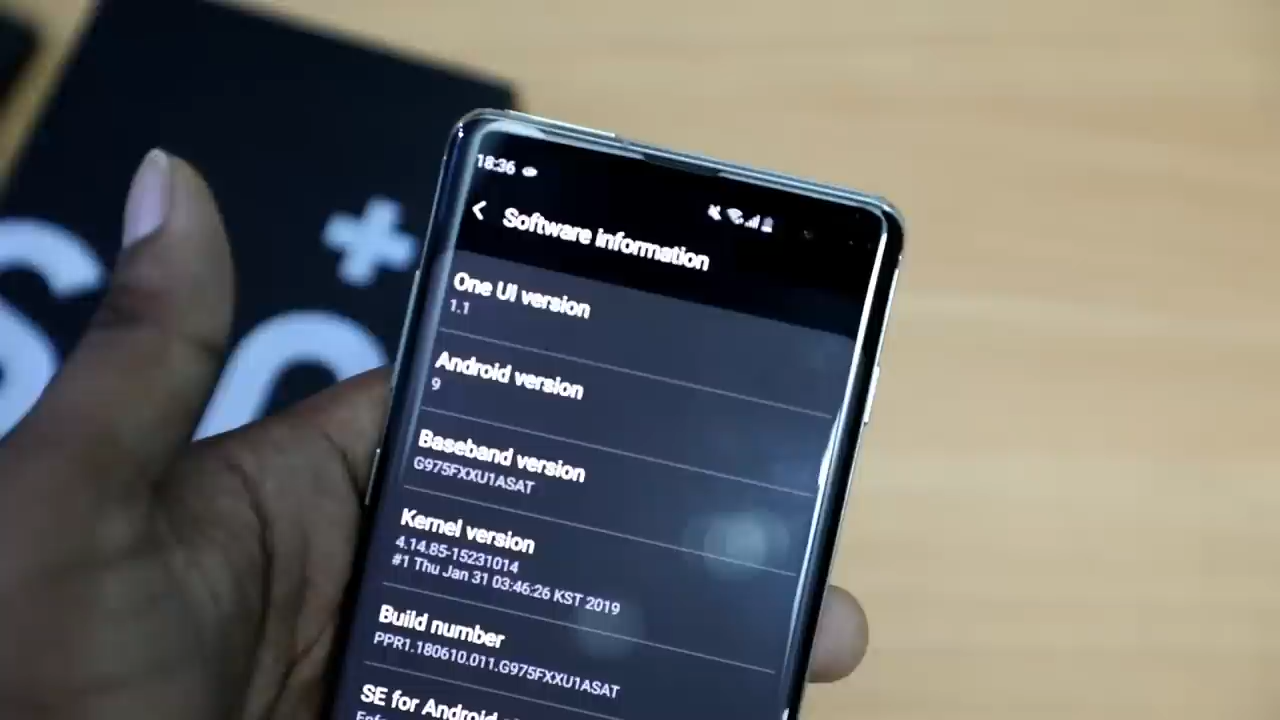 S10+
18:36
Software information
One UI version
1.1
Android version
9
Baseband version
G975FXXU1ASAT
Kernel version
4.14.85-15231014
#1 Thu Jan 31 03:46:26 KST 2019
Build number
PPR1.180610.011.G975FXXU1ASAT
SE for Android